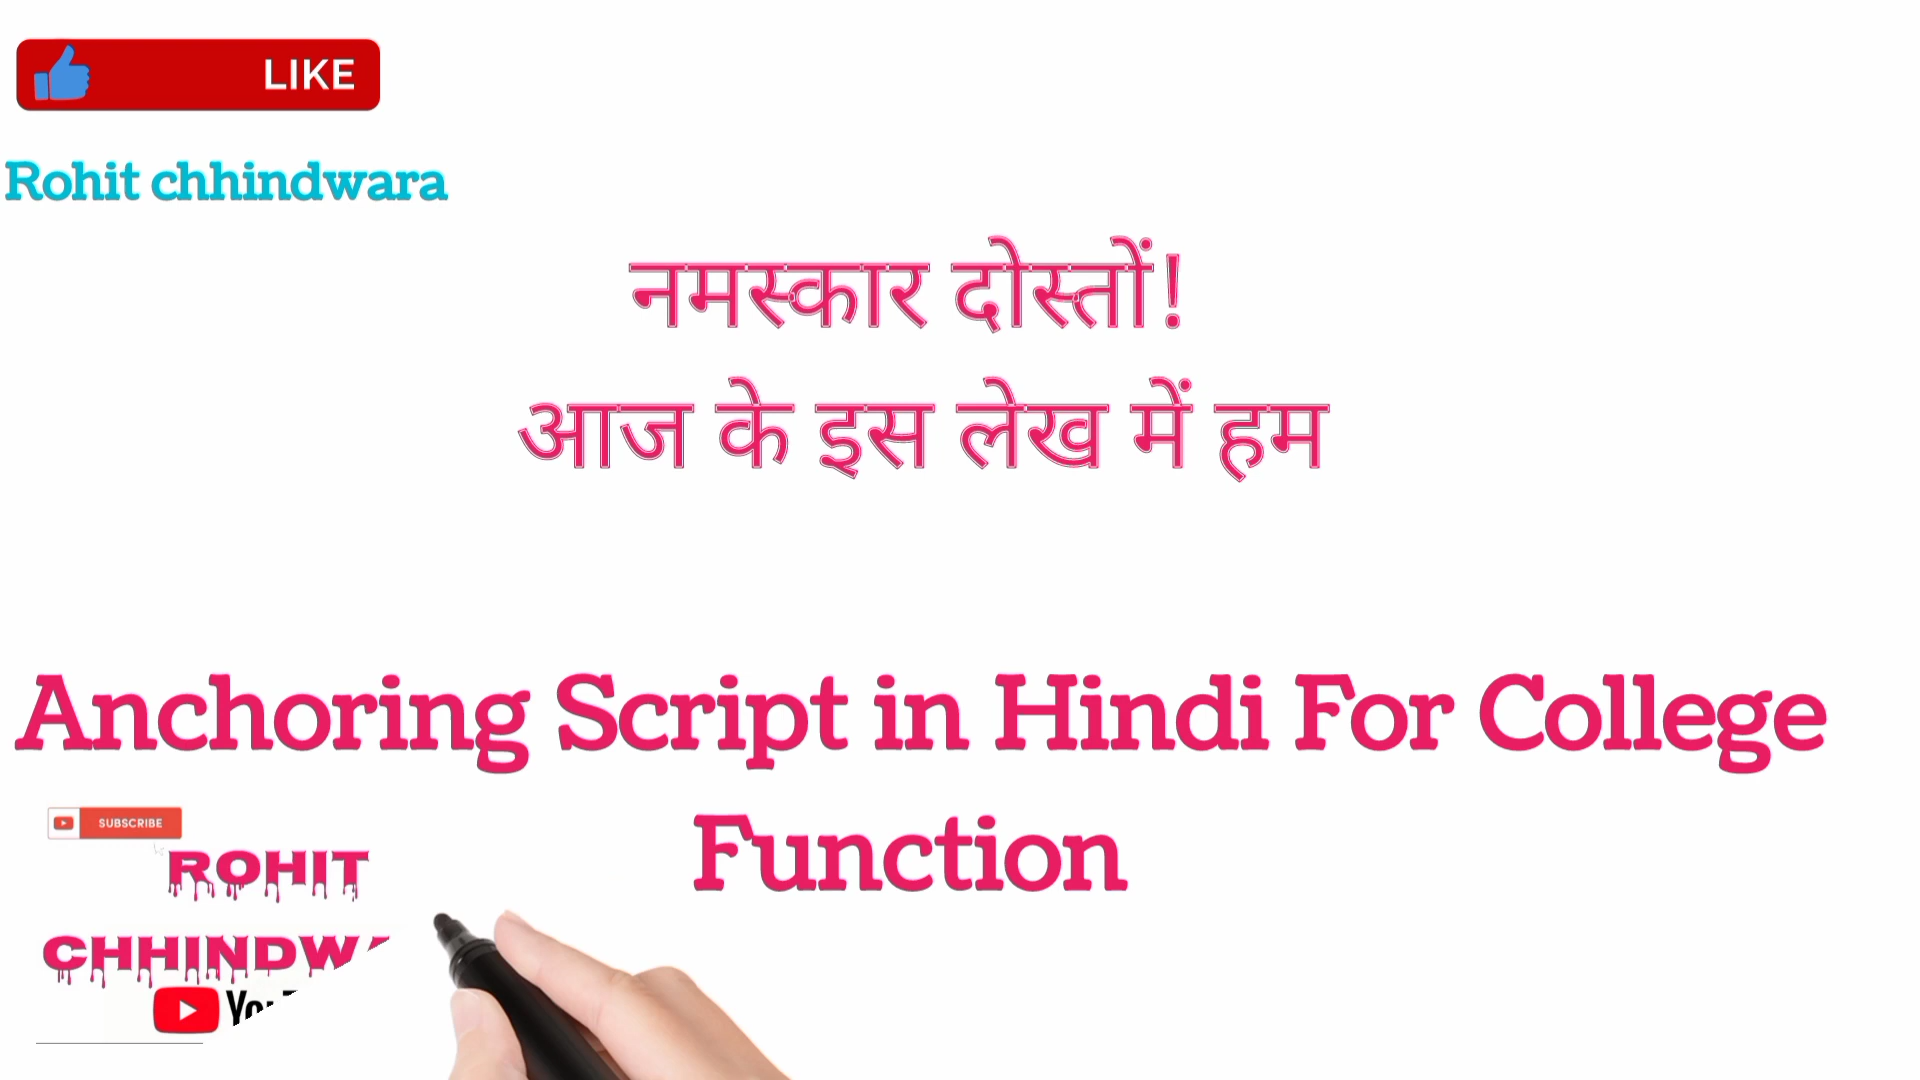 LIKE
Rohit chhindwara
नमस्कार दोस्तों!
आज के इस लेख में हम
Anchoring Script in Hindi For College
Function
SUBSCRIBE
ROHIT